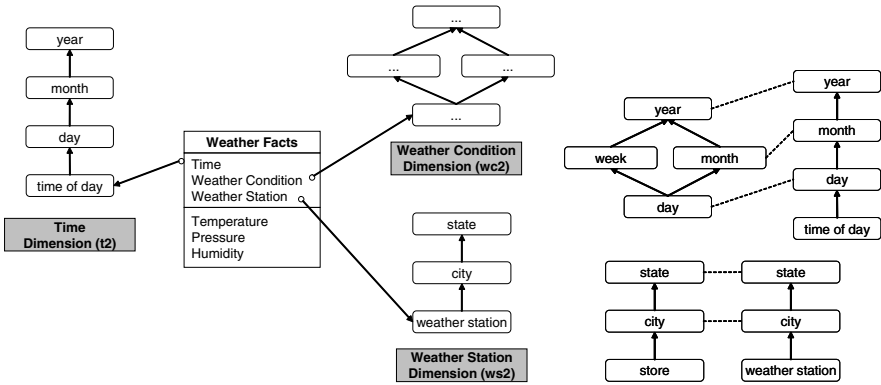 year
month
day
time of day
Time
Dimension (t2)
Weather Facts
Time
Weather Condition
Weather Station
Temperature
Pressure
Humidity
...
...
...
...
Weather Condition
Dimension (wc2)
state
city
weather station
Weather Station
Dimension (ws2)
year
week
month
day
year
month
day
time of day
state
city
store
state
city
weather station